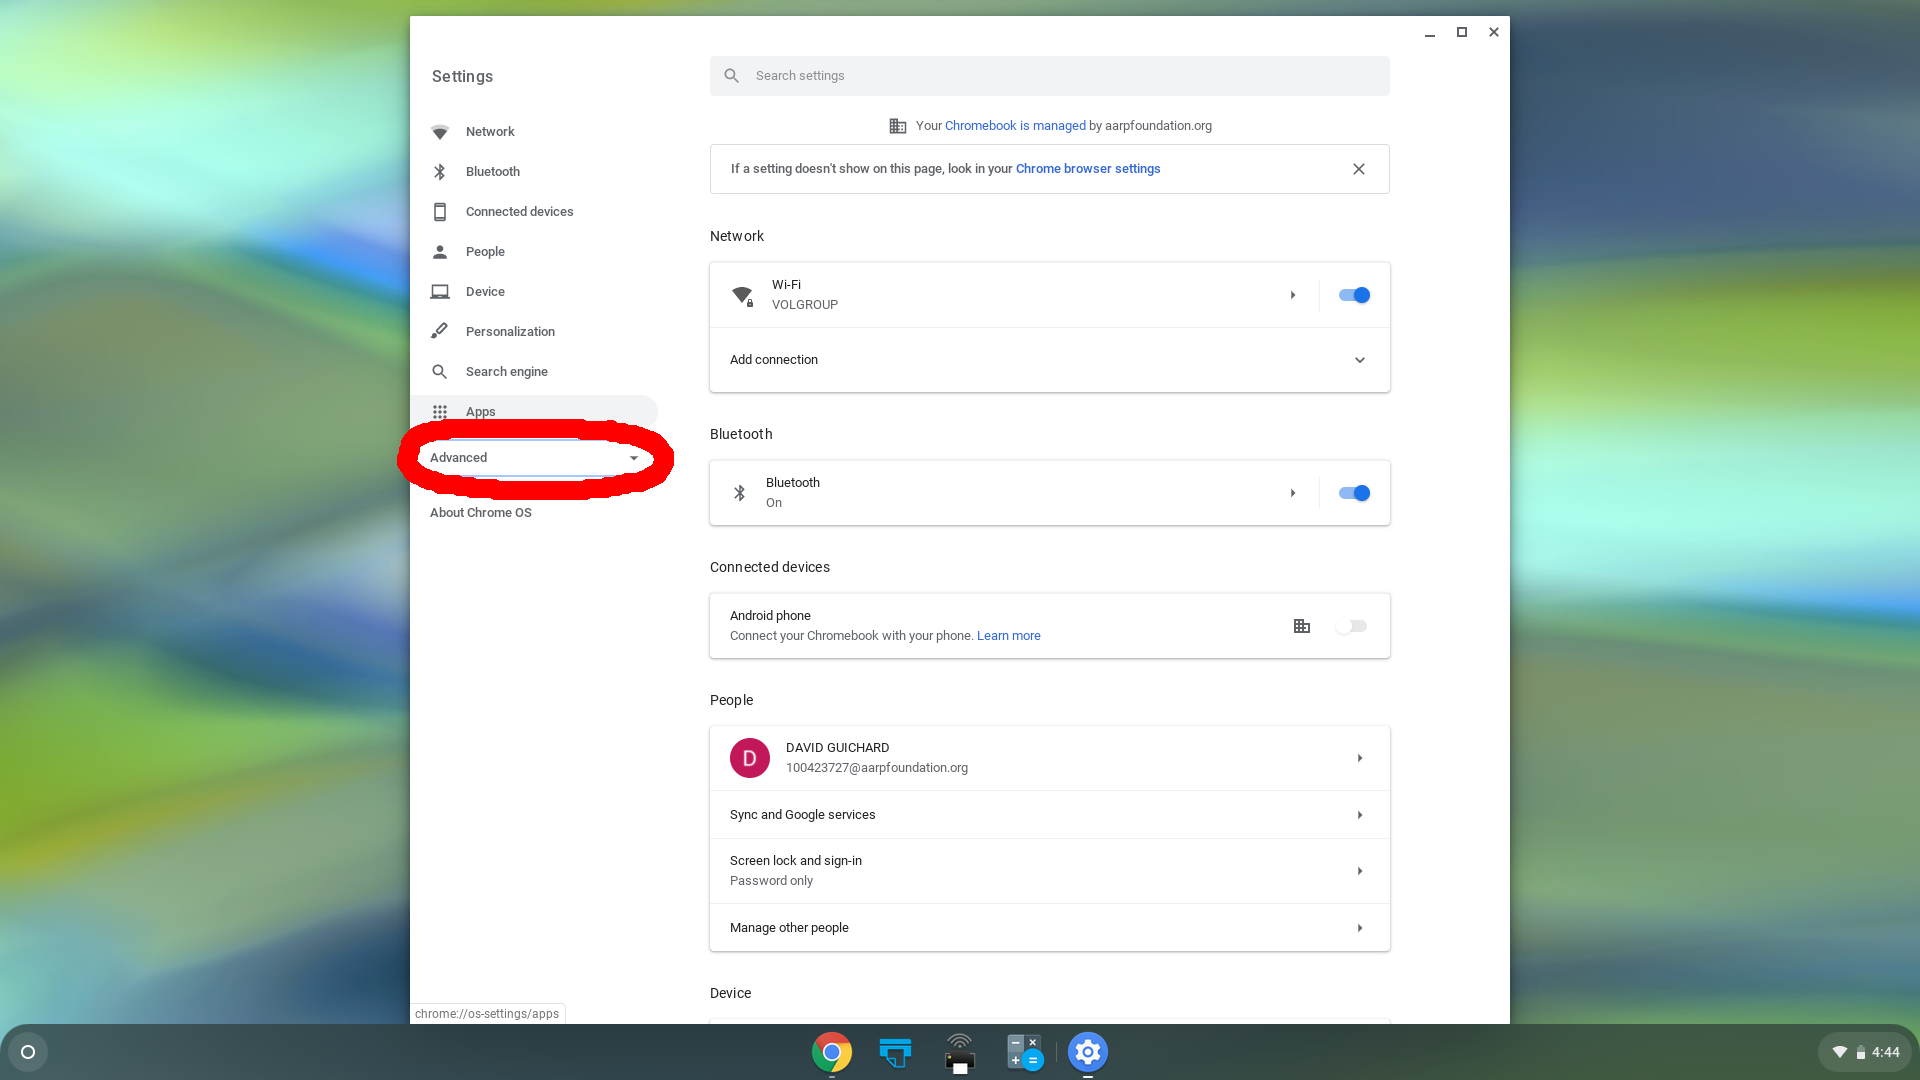 Settings
Search settings
Network
Bluetooth
Connected devices
People
Device
Personalization
Search engine
Apps
Advanced
About Chrome OS
Your Chromebook is managed by aarpfoundation.org
If a setting doesn't show on this page, look in your Chrome browser settings
Network
Wi-Fi
VOLGROUP
Add connection
Bluetooth
Bluetooth
On
Connected devices
Android phone
Connect your Chromebook with your phone. Learn more
People
D
DAVID GUICHARD
100423727@aarpfoundation.org
Sync and Google services
Screen lock and sign-in
Password only
Manage other people
Device
chrome://os-settings/apps
4:44